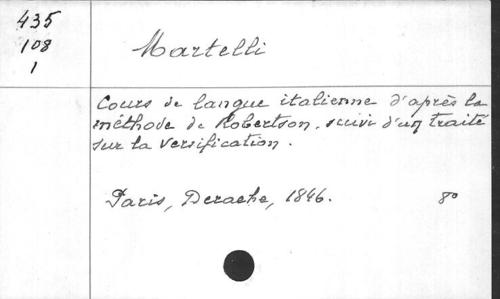 435
108
1
Martelli
Cours de langue italienne d'après la
méthode de Robertson, suivi d'un traité
sur la versification.
Paris, Derache, 1846. 8º